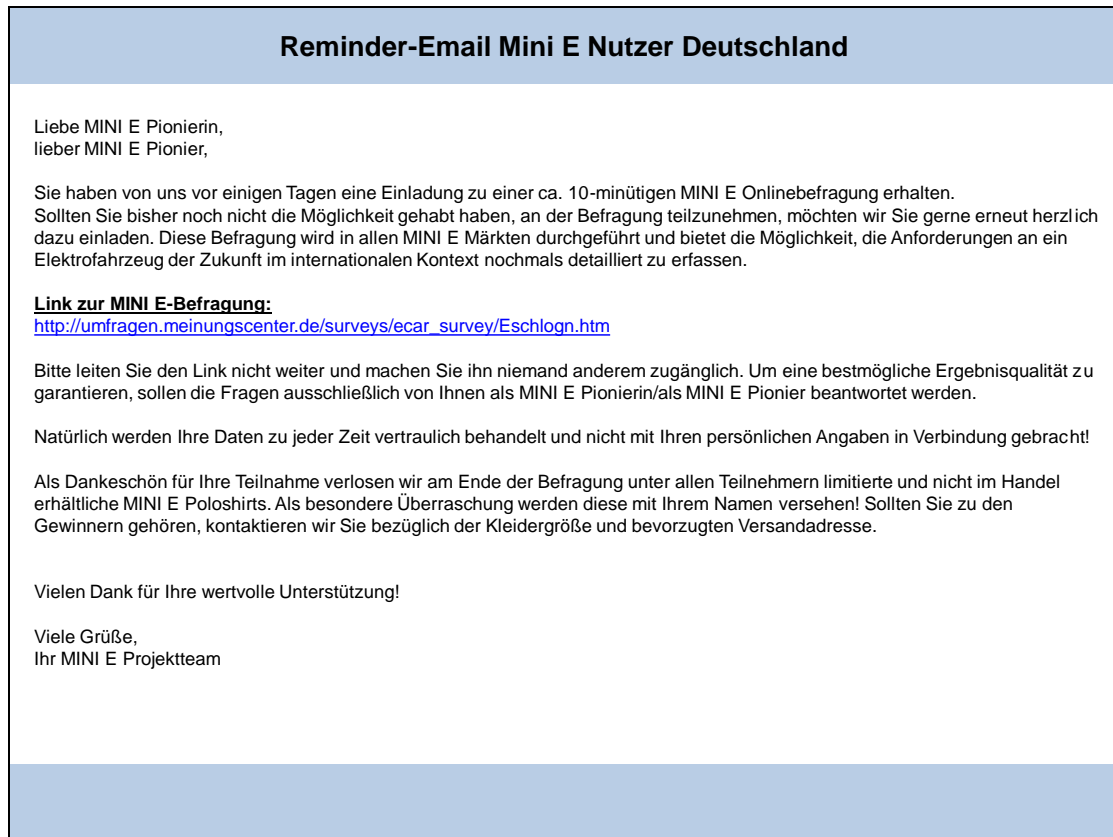 Reminder-Email Mini E Nutzer Deutschland
Liebe MINI E Pionierin,
lieber MINI E Pionier,
Sie haben von uns vor einigen Tagen eine Einladung zu einer ca. 10-minütigen MINI E Onlinebefragung erhalten.
Sollten Sie bisher noch nicht die Möglichkeit gehabt haben, an der Befragung teilzunehmen, möchten wir Sie gerne erneut herzlich
dazu einladen. Diese Befragung wird in allen MINI E Märkten durchgeführt und bietet die Möglichkeit, die Anforderungen an ein
Elektrofahrzeug der Zukunft im internationalen Kontext nochmals detailliert zu erfassen.
Link zur MINI E-Befragung:
http://umfragen.meinungscenter.de/surveys/ecar_survey/Eschlogn.htm
Bitte leiten Sie den Link nicht weiter und machen Sie ihn niemand anderem zugänglich. Um eine bestmögliche Ergebnisqualität zu
garantieren, sollen die Fragen ausschließlich von Ihnen als MINI E Pionierin/als MINI E Pionier beantwortet werden.
Natürlich werden Ihre Daten zu jeder Zeit vertraulich behandelt und nicht mit Ihren persönlichen Angaben in Verbindung gebracht!
Als Dankeschön für Ihre Teilnahme verlosen wir am Ende der Befragung unter allen Teilnehmern limitierte und nicht im Handel
erhältliche MINI E Poloshirts. Als besondere Überraschung werden diese mit Ihrem Namen versehen! Sollten Sie zu den
Gewinnern gehören, kontaktieren wir Sie bezüglich der Kleidergröße und bevorzugten Versandadresse.
Vielen Dank für Ihre wertvolle Unterstützung!
Viele Grüße,
Ihr MINI E Projektteam